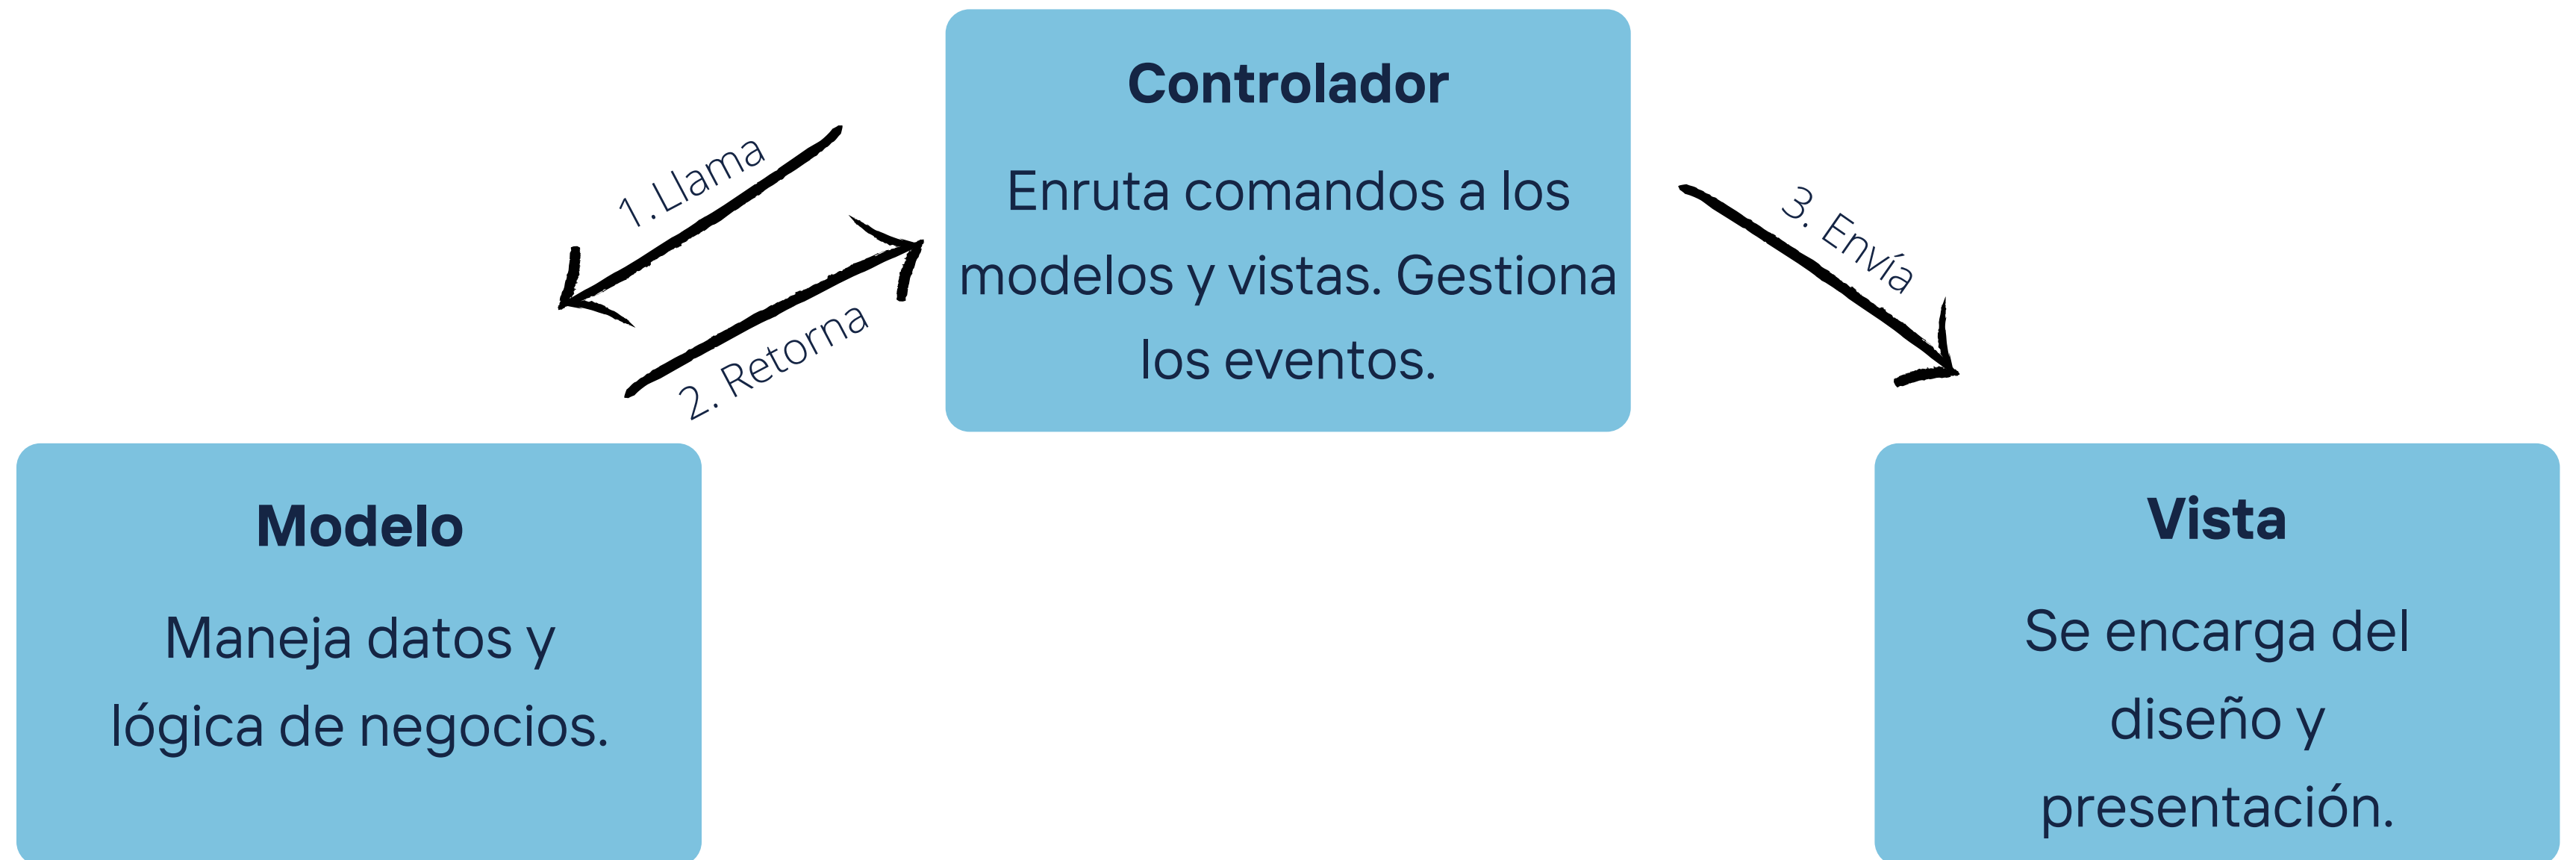 Controlador
Enruta comandos a los
modelos y vistas. Gestiona
los eventos.
1. Llama
2. Retorna
3. Envía
Modelo
Maneja datos y
lógica de negocios.
Vista
Se encarga del
diseño y
presentación.